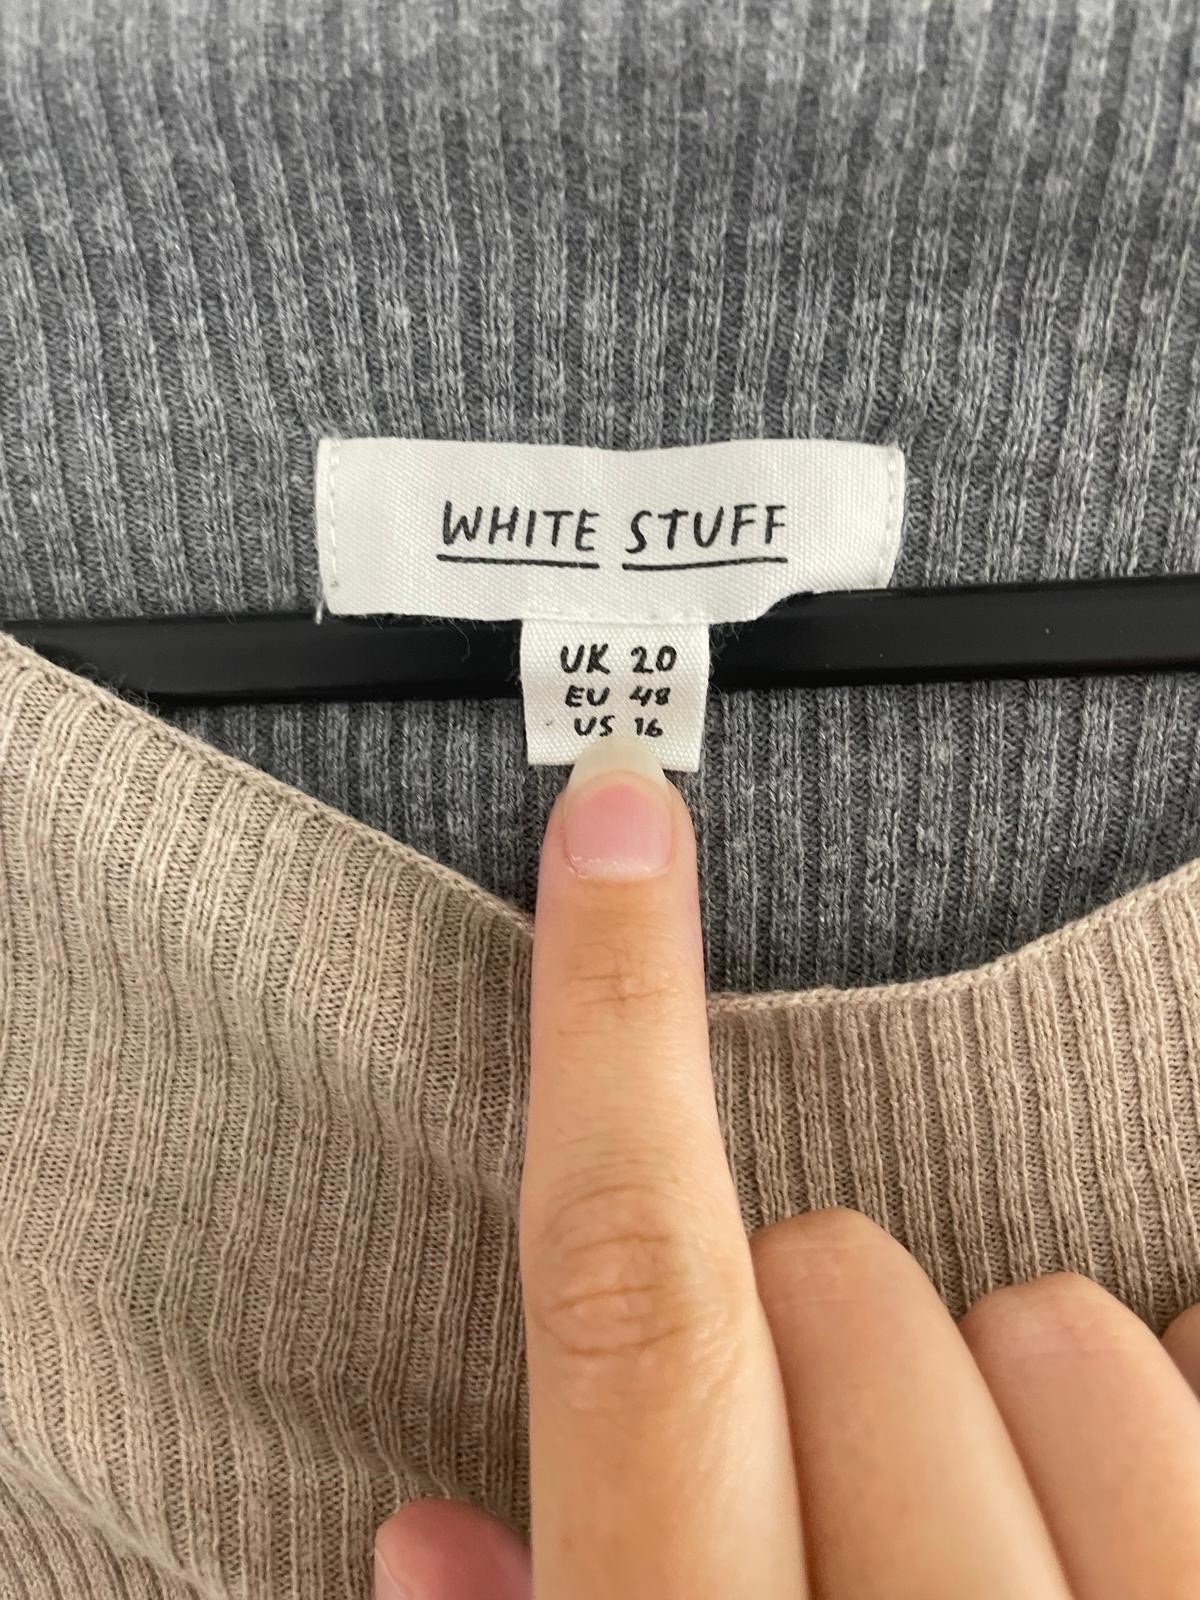 WHITE STUFF
UK 20
EU 48
US 16